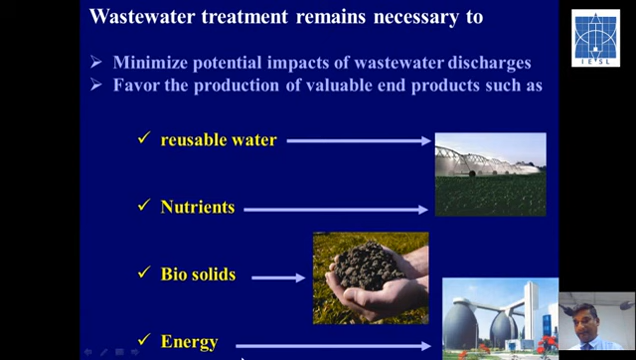 Wastewater treatment remains necessary to
Minimize potential impacts of wastewater discharges
Favor the production of valuable end products such as
reusable water
Nutrients
Bio solids
Energy
IESL